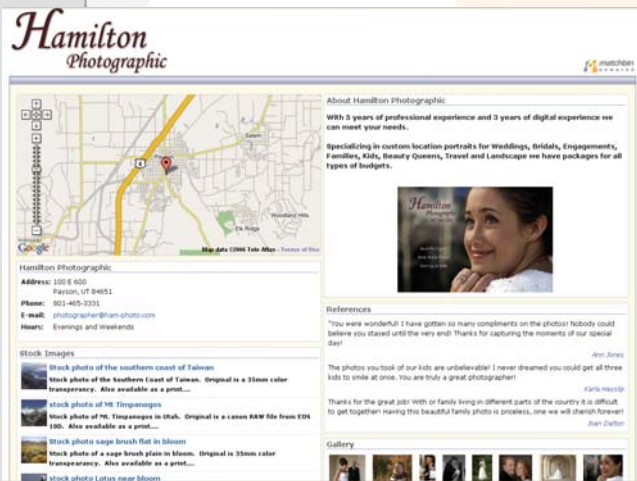 Hamilton
Photographic
matchbin
Salem
Woodland Hills
Elk Ridge
Google
Map data ©2006 Tele Atlas - Terms of Use
Hamilton Photographic
Address: 100 E 600
Payson, UT 84651
Phone: 801-465-3331
E-mail: photographer@ham-photo.com
Hours: Evenings and Weekends
Stock Images
Stock photo of the southern coast of Taiwan
Stock photo of the Southern Coast of Taiwan. Original is a 35mm color
transperancy. Also available as a print....
stock photo of Mt Timpanogos
Stock photo of Mt. Timpanogos in Utah. Original is a canon RAW file from EOS
10D. Also available as a print....
Stock photo sage brush flat in bloom
Stock photo of a sage brush plain in bloom. Original is 35mm color
transpearancy. Also available as a print....
stock photo Lotus near bloom
About Hamilton Photographic
With 5 years of professional experience and 3 years of digital experience we
can meet your needs.
Specializing in custom location portraits for Weddings, Bridals, Engagements,
Families, Kids, Beauty Queens, Travel and Landscape we have packages for all
types of budgets.
Hamilton
References
"You were wonderful! I have gotten so many compliments on the photos! Nobody could
believe you stayed until the very end! Thanks for capturing the moments of our special
day!
Ann Jones
The photos you took of our kids are unbelievable! I never dreamed you could get all three
kids to smile at once. You are truly a great photographer!
Karla Hayslip
Thanks for the great job! With or family living in different parts of the country it is difficult
to get together! Having this beautiful family photo is priceless, one we will cherish forever!
Joan Dalton
Gallery